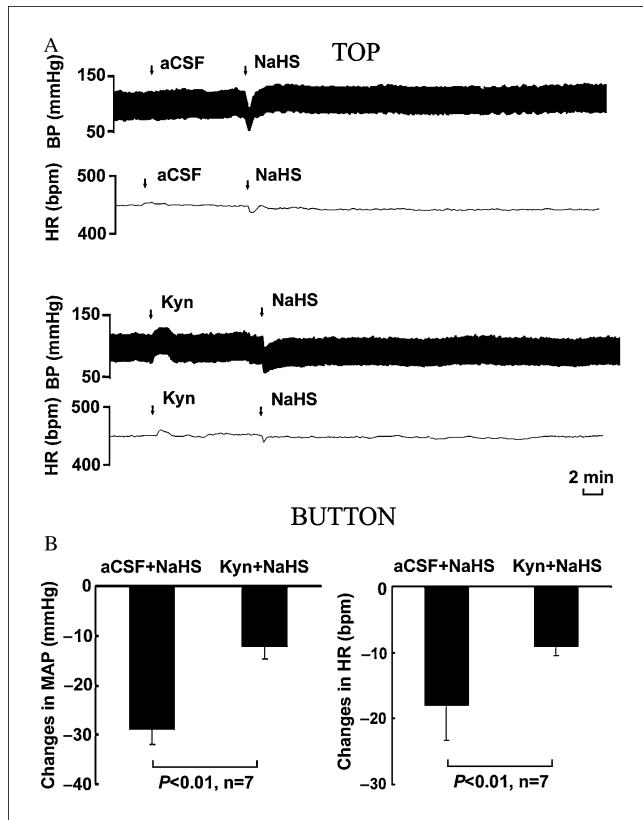 A
TOP
aCSF NaHS
BP (mmHg)
150
50
aCSF NaHS
HR (bpm)
500
400
Kyn NaHS
BP (mmHg)
150
50
Kyn NaHS
HR (bpm)
500
400
2 min
BUTTON
B
aCSF+NaHS Kyn+NaHS
Changes in MAP (mmHg)
0
–10
–20
–30
–40
P<0.01, n=7
aCSF+NaHS Kyn+NaHS
Changes in HR (bpm)
0
–10
–20
–30
P<0.01, n=7